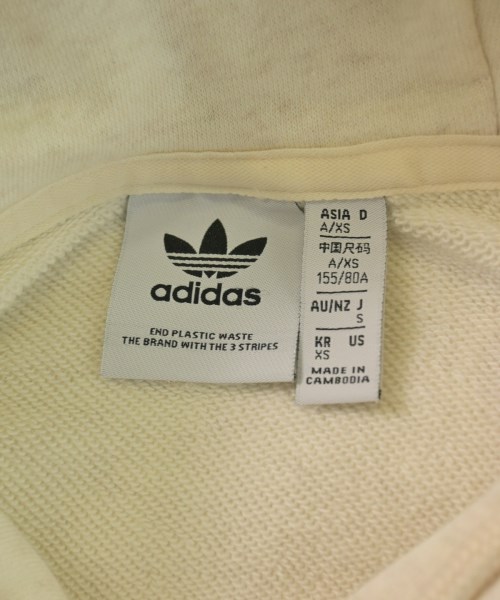 adidas
END PLASTIC WASTE
THE BRAND WITH THE 3 STRIPES
ASIA D
A/XS
中国尺码
A/XS
155/80A
AU/NZ J
S
KR US
XS
MADE IN
CAMBODIA